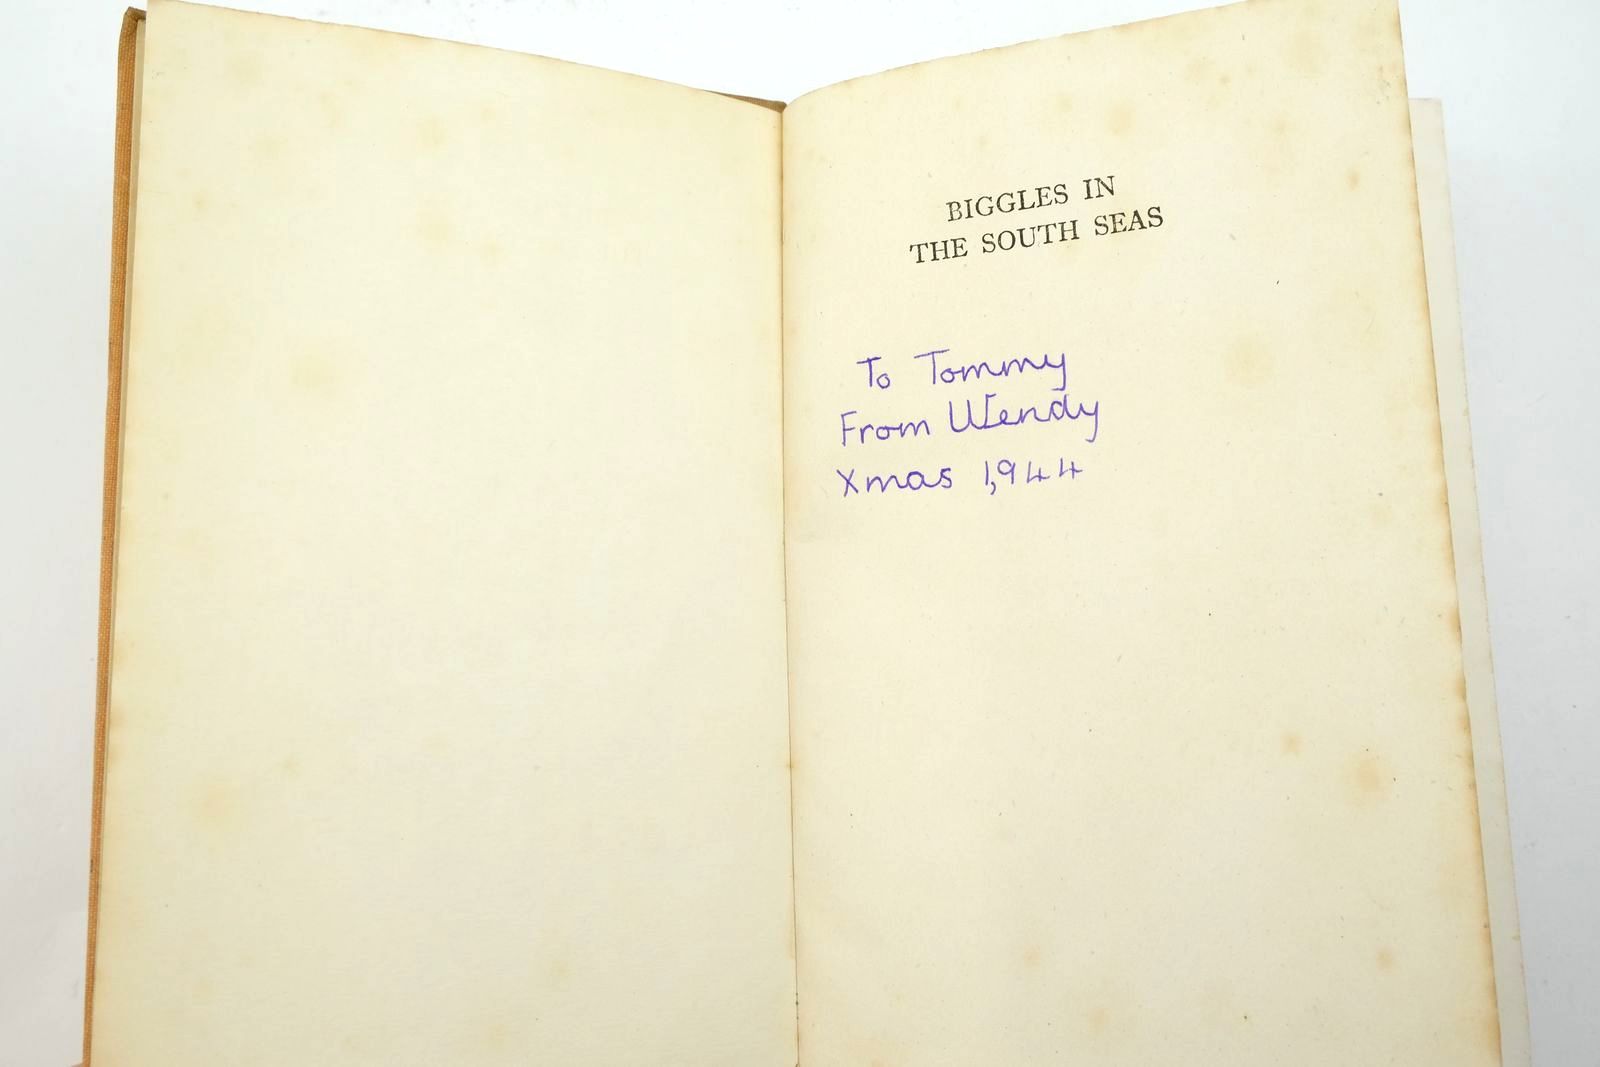 BIGGLES IN
THE SOUTH SEAS
To Tommy
From Wendy
Xmas 1,944